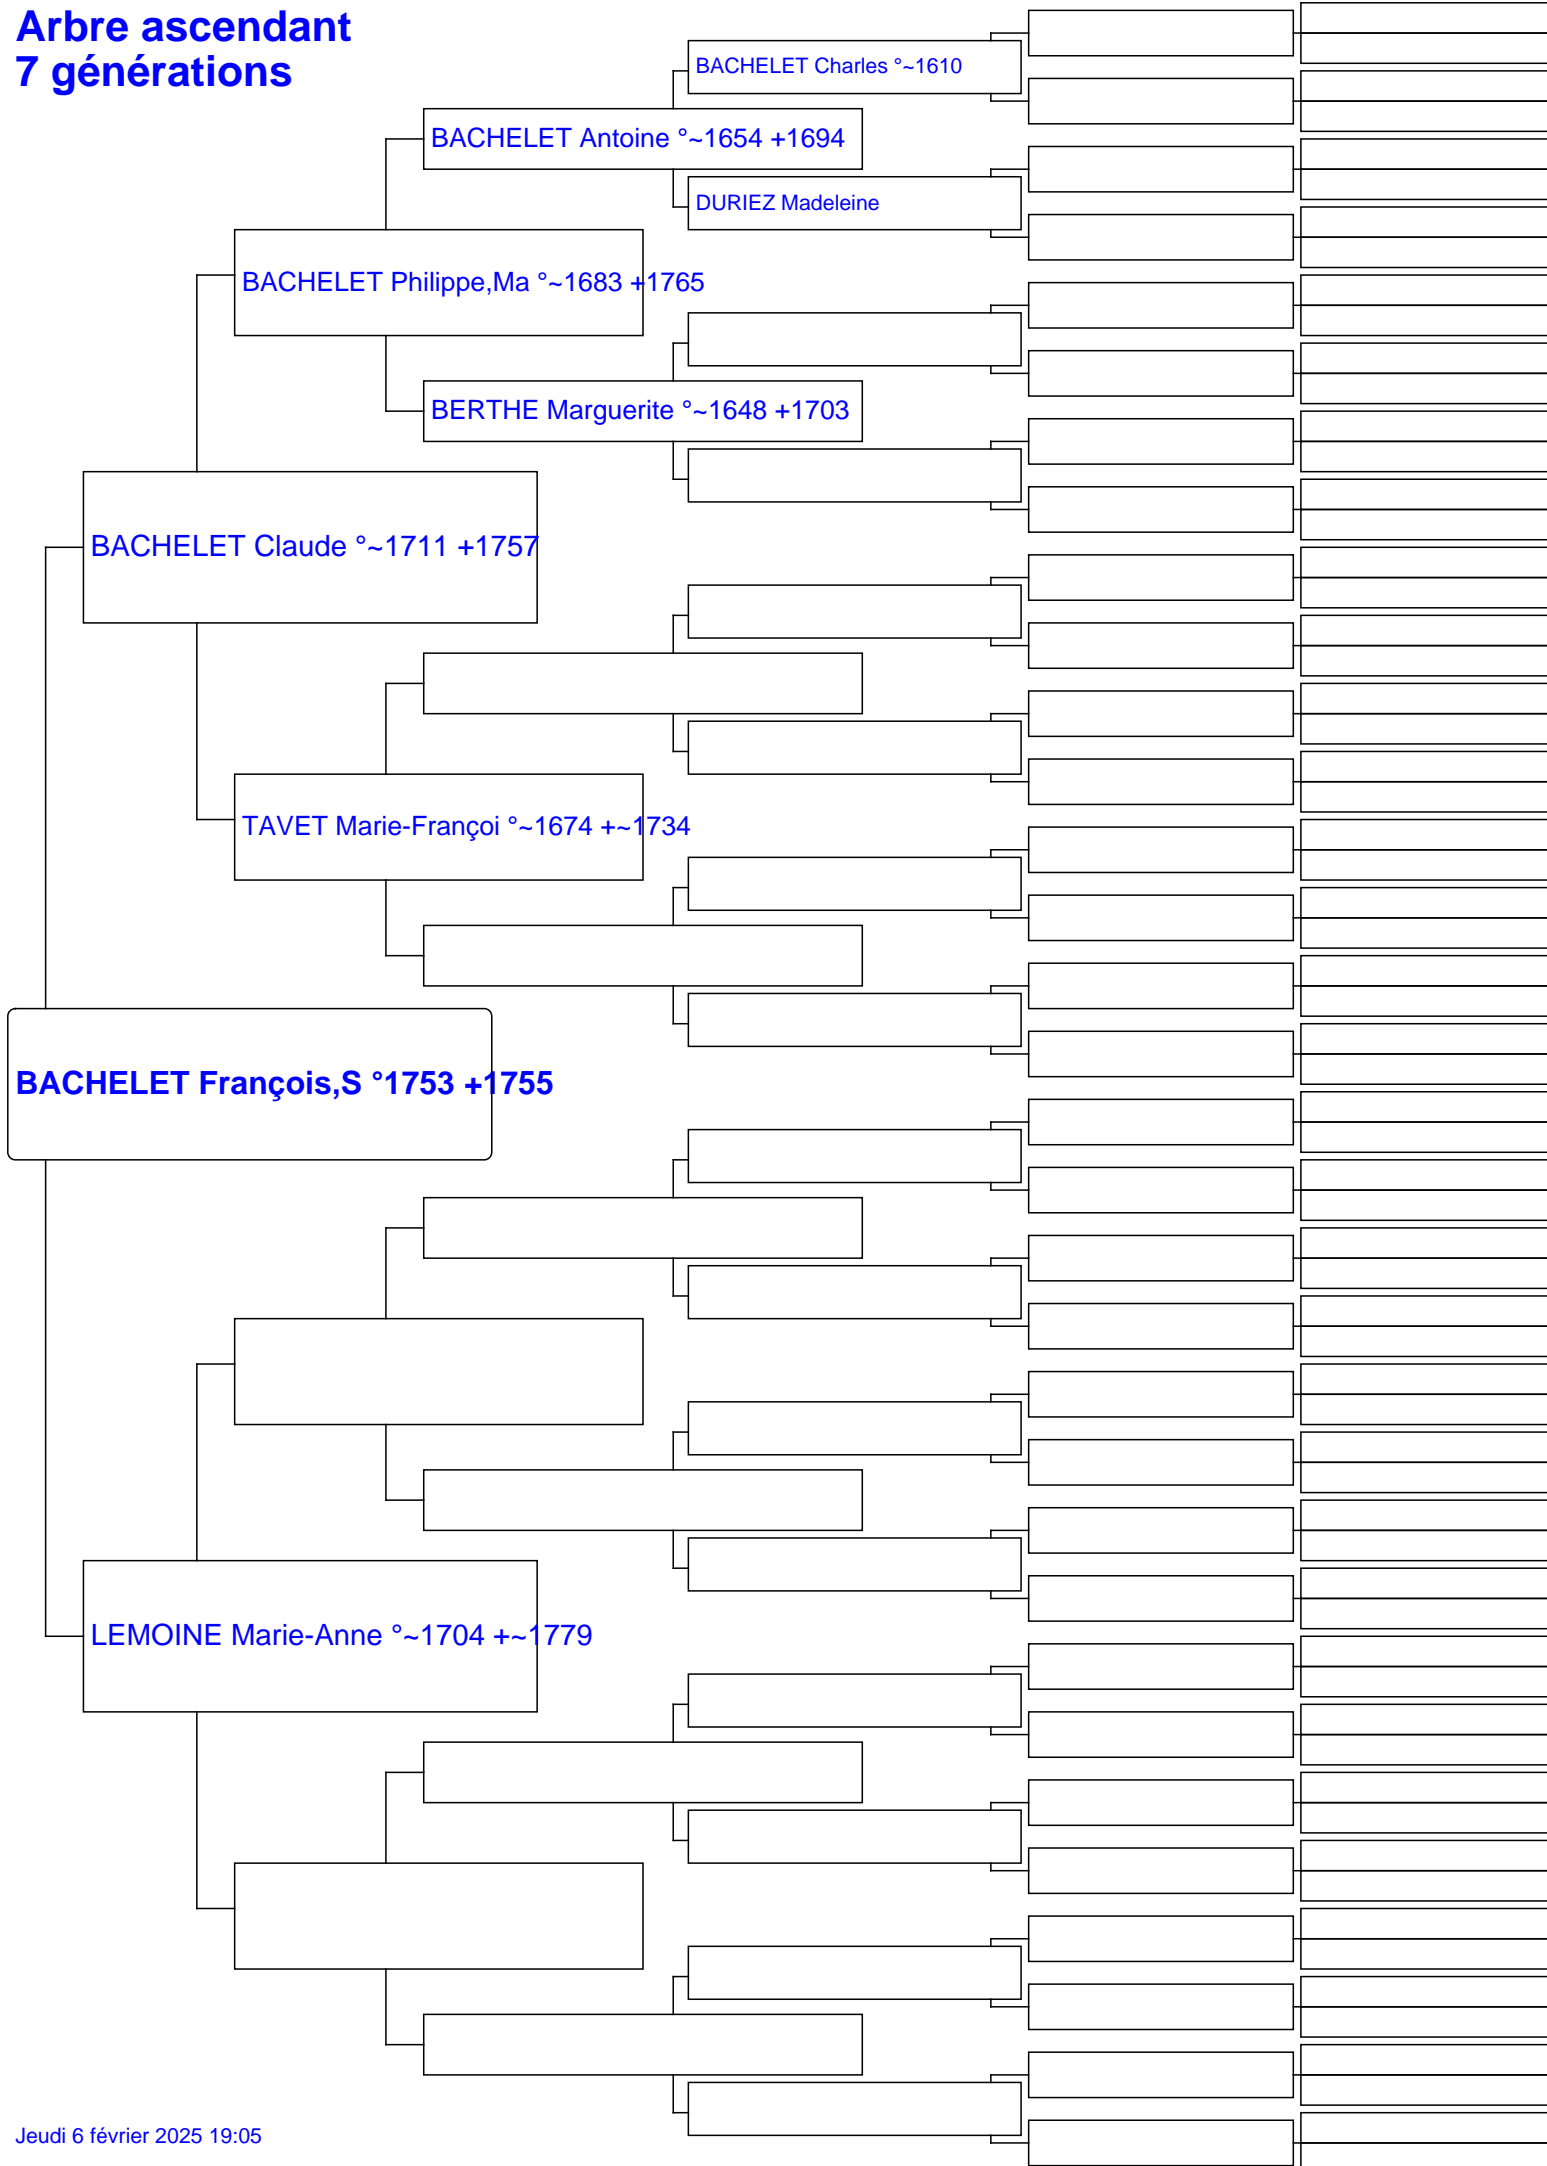 Arbre ascendant
7 générations
BACHELET Charles °~1610
BACHELET Antoine °~1654 +1694
DURIEZ Madeleine
BACHELET Philippe,Ma °~1683 +1765
BERTHE Marguerite °~1648 +1703
BACHELET Claude °~1711 +1757
TAVET Marie-Françoi °~1674 +~1734
BACHELET François,S °1753 +1755
LEMOINE Marie-Anne °~1704 +~1779
Jeudi 6 février 2025 19:05